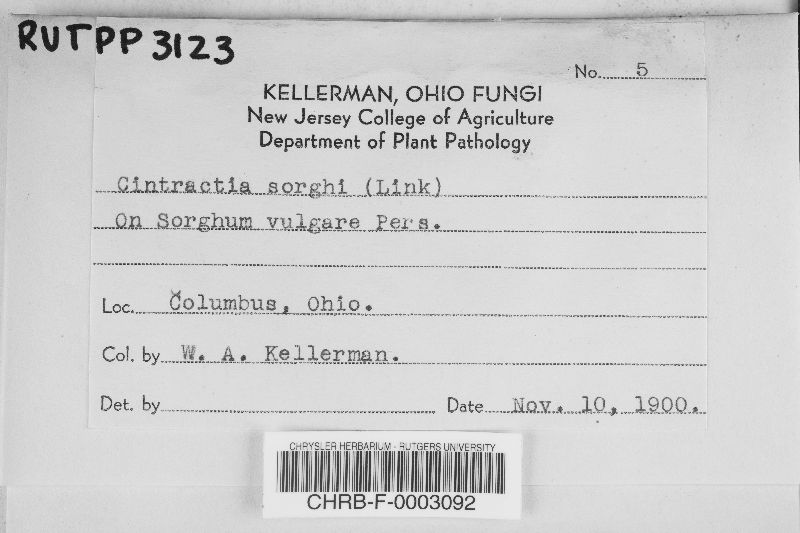 RUTPP 3123
No. 5
KELLERMAN, OHIO FUNGI
New Jersey College of Agriculture
Department of Plant Pathology
Cintractia sorghi (Link)
On Sorghum vulgare Pers.
Loc. Columbus, Ohio.
Col. by W. A. Kellerman.
Det. by
Date Nov. 10, 1900.
CHRYSLER HERBARIUM - RUTGERS UNIVERSITY
CHRB-F-0003092